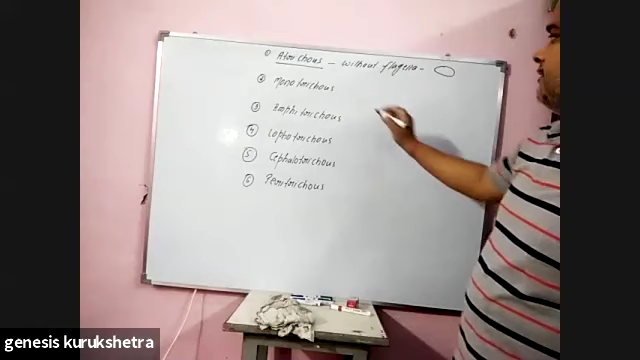 ① Atrichous - without flagella -
② Monotrichous
③ Amphitrichous
④ Lophotrichous
⑤ Cephalotrichous
⑥ Peritrichous
genesis kurukshetra